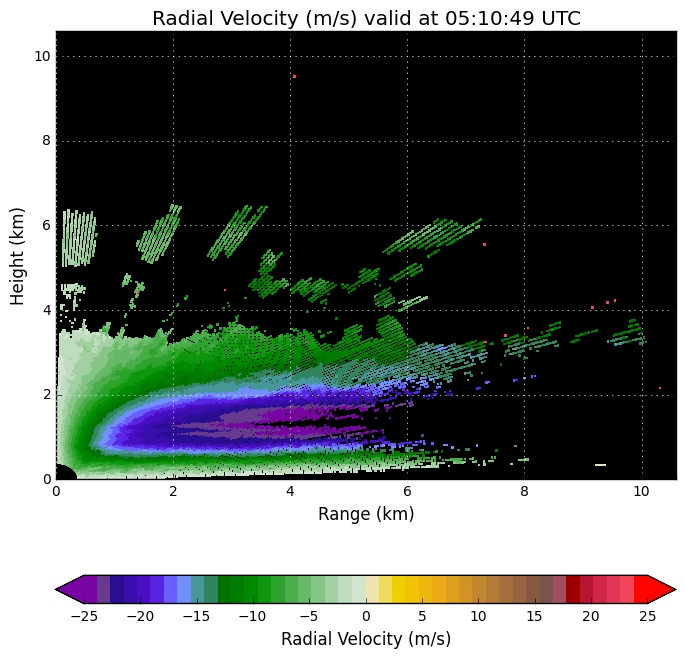 Radial Velocity (m/s) valid at 05:10:49 UTC
10
8
6
4
2
0
Height (km)
0 2 4 6 8 10
Range (km)
−25 −20 −15 −10 −5 0 5 10 15 20 25
Radial Velocity (m/s)